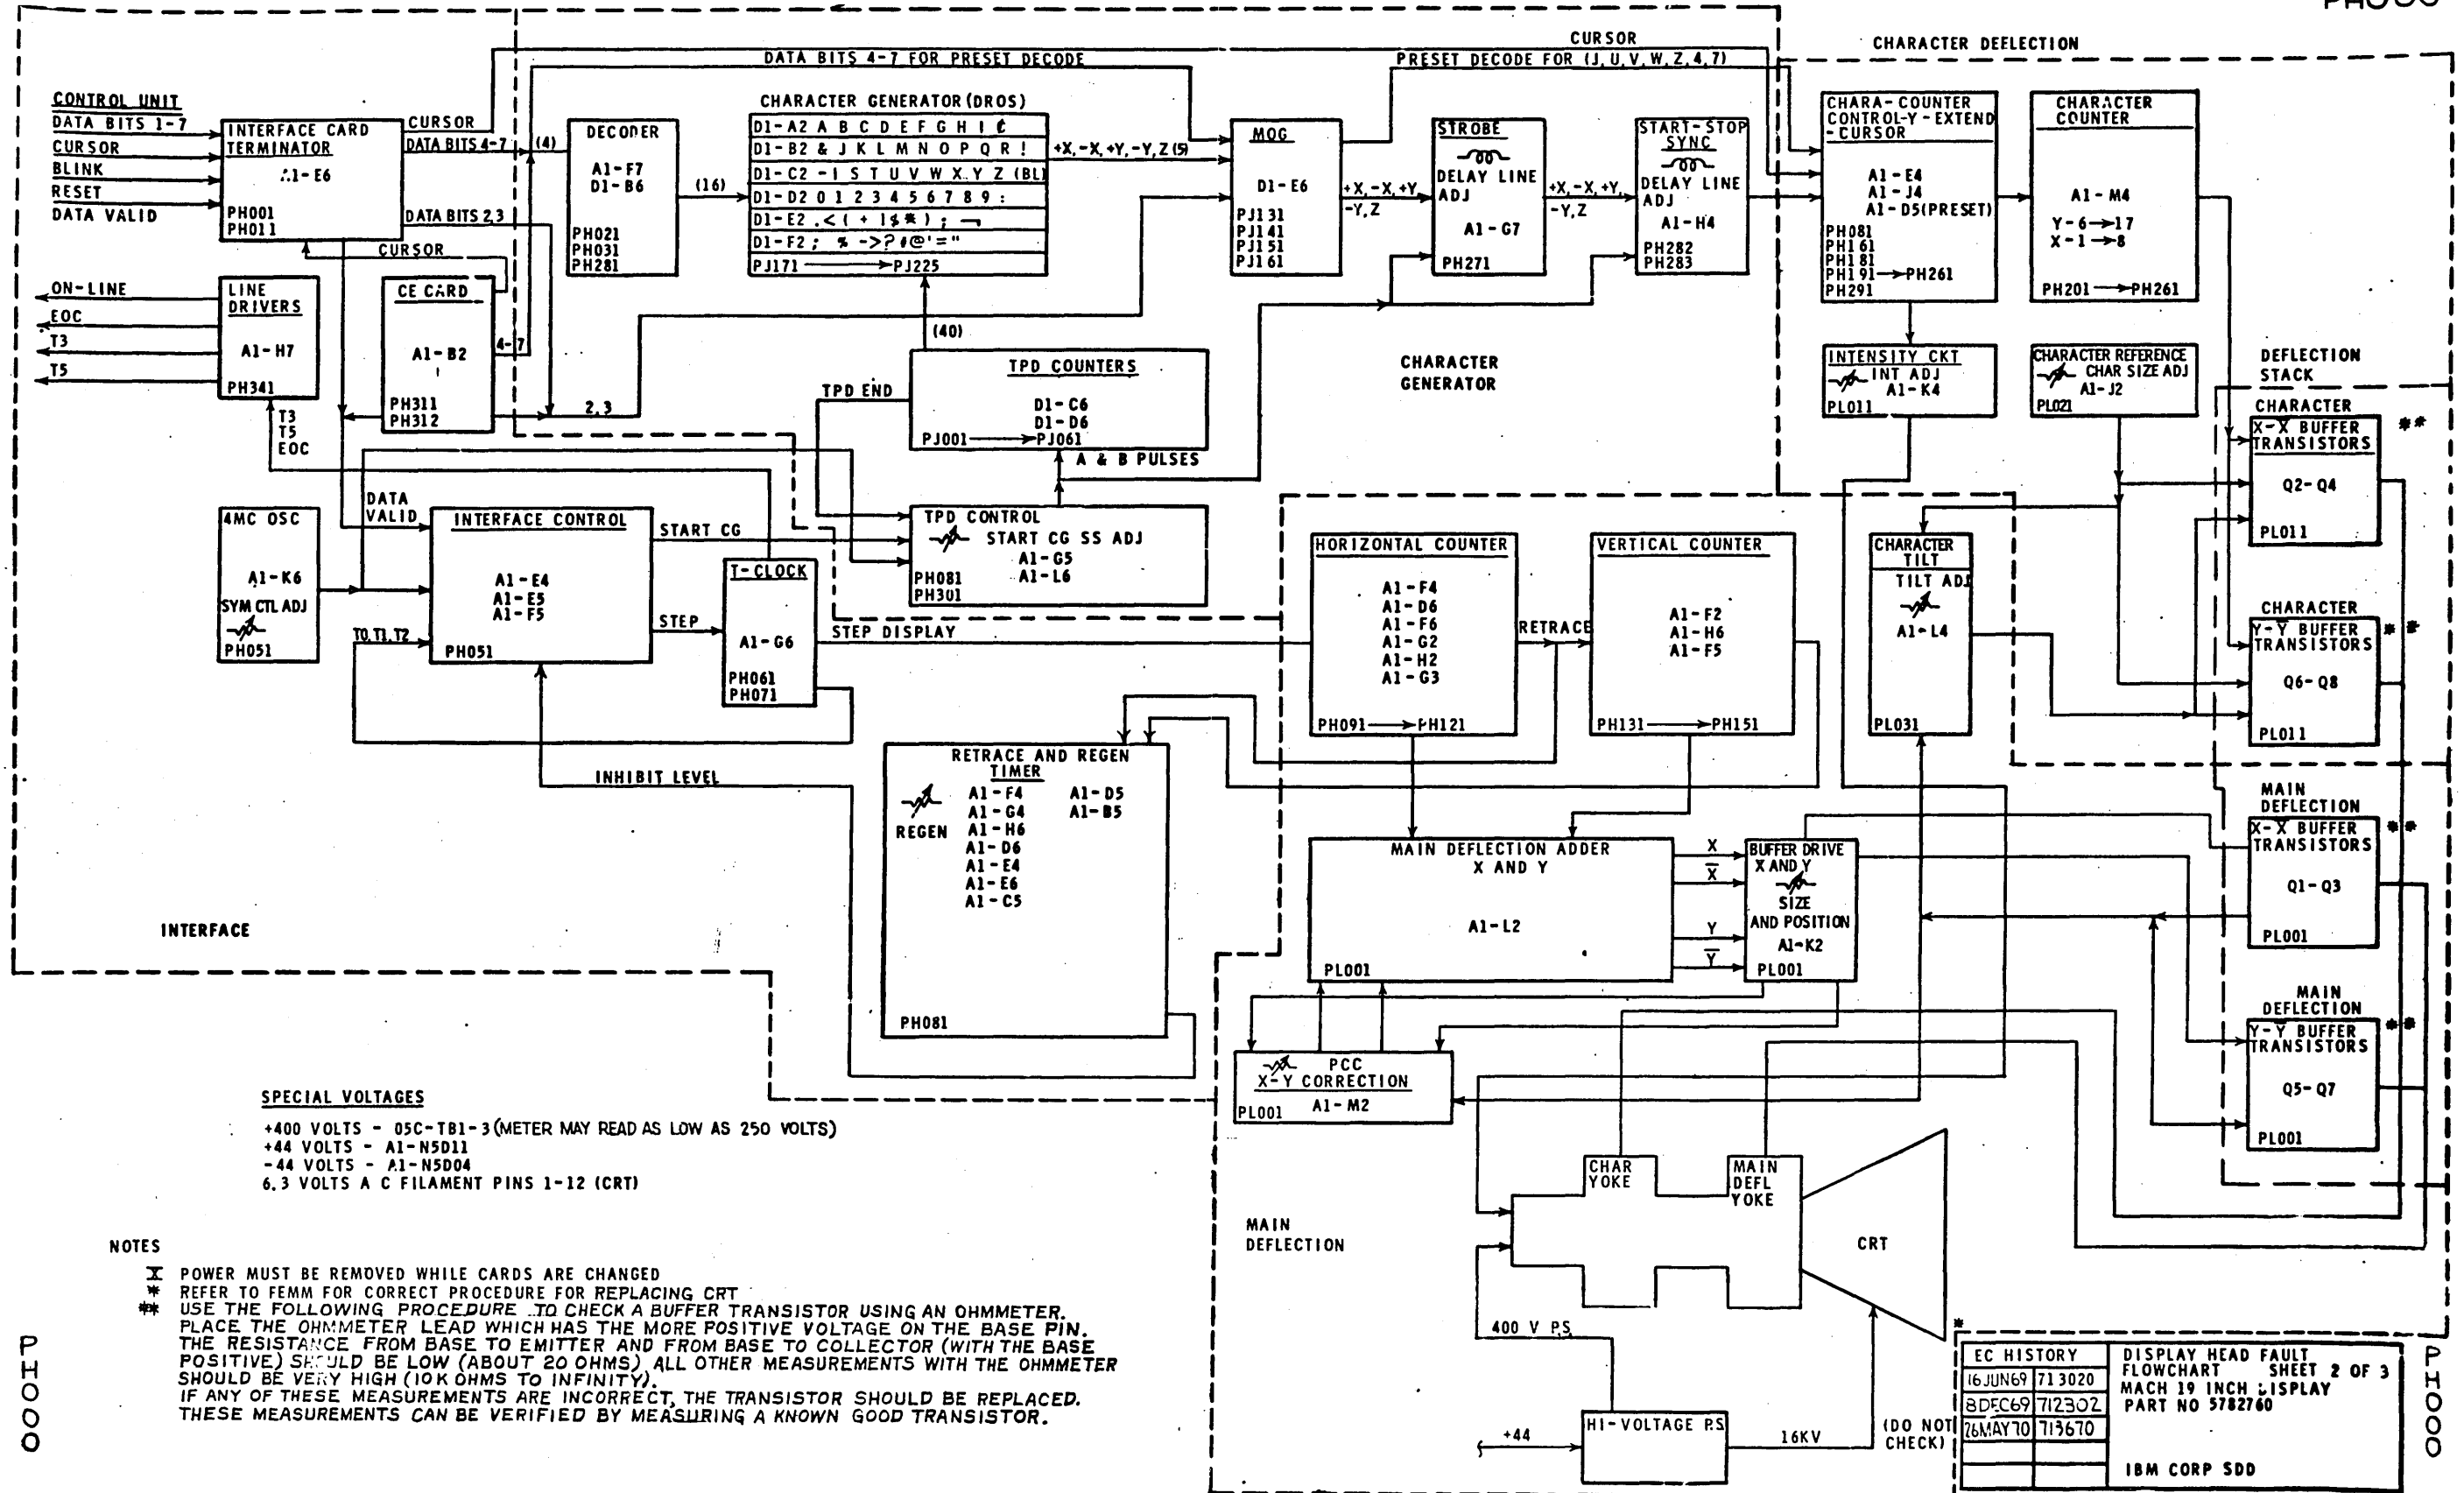 PH000
CURSOR
CHARACTER DEFLECTION
DATA BITS 4-7 FOR PRESET DECODE
PRESET DECODE FOR (J, U, V, W, Z, 4, 7)
CONTROL UNIT
DATA BITS 1-7
CURSOR
BLINK
RESET
DATA VALID
INTERFACE CARD
TERMINATOR
A1-E6
PH001
PH011
CURSOR
DATA BITS 4-7
(4)
DATA BITS 2,3
CURSOR
DECODER
A1-F7
D1-B6
PH021
PH031
PH281
(16)
CHARACTER GENERATOR (DROS)
D1-A2 A B C D E F G H I ¢
D1-B2 & J K L M N O P Q R !
D1-C2 - I S T U V W X Y Z (BL)
D1-D2 0 1 2 3 4 5 6 7 8 9 :
D1-E2 . < ( + I $ * ) ; ¬
D1-F2 ; % - > ? # @ ' = "
PJ171 → PJ225
(40)
+X, -X, +Y, -Y, Z (5)
MOG
D1-E6
PJ131
PJ141
PJ151
PJ161
+X, -X, +Y
-Y, Z
STROBE
DELAY LINE
ADJ
A1-G7
PH271
+X, -X, +Y,
-Y, Z
START-STOP
SYNC
DELAY LINE
ADJ
A1-H4
PH282
PH283
CHARA-COUNTER
CONTROL-Y-EXTEND
-CURSOR
A1-E4
A1-J4
A1-D5(PRESET)
PH081
PH161
PH181
PH191 → PH261
PH291
CHARACTER
COUNTER
A1-M4
Y-6→17
X-1→8
PH201 → PH261
ON-LINE
EOC
T3
T5
LINE
DRIVERS
A1-H7
PH341
T3
T5
EOC
CE CARD
A1-B2
PH311
PH312
4-7
2,3
TPD END
TPD COUNTERS
D1-C6
D1-D6
PJ001 → PJ061
A & B PULSES
CHARACTER
GENERATOR
INTENSITY CKT
INT ADJ
A1-K4
PL011
CHARACTER REFERENCE
CHAR SIZE ADJ
A1-J2
PL021
DEFLECTION
STACK
CHARACTER
X-X̅ BUFFER
TRANSISTORS
**
Q2-Q4
PL011
4MC OSC
A1-K6
SYM CTL ADJ
PH051
DATA
VALID
T0, T1, T2
INTERFACE CONTROL
A1-E4
A1-E5
A1-F5
PH051
START CG
STEP
T-CLOCK
A1-G6
PH061
PH071
TPD CONTROL
START CG SS ADJ
A1-G5
A1-L6
PH081
PH301
STEP DISPLAY
HORIZONTAL COUNTER
A1-F4
A1-D6
A1-F6
A1-G2
A1-H2
A1-G3
PH091 → PH121
RETRACE
VERTICAL COUNTER
A1-F2
A1-H6
A1-F5
PH131 → PH151
CHARACTER
TILT
TILT ADJ
A1-L4
PL031
CHARACTER
Y-Y̅ BUFFER
TRANSISTORS
**
Q6-Q8
PL011
INHIBIT LEVEL
RETRACE AND REGEN
TIMER
A1-F4 A1-D5
A1-G4 A1-B5
REGEN
A1-H6
A1-D6
A1-E4
A1-E6
A1-C5
PH081
INTERFACE
MAIN DEFLECTION ADDER
X AND Y
A1-L2
PL001
X
X̅
Y
Y̅
BUFFER DRIVE
X AND Y
SIZE
AND POSITION
A1-K2
PL001
MAIN
DEFLECTION
X-X̅ BUFFER
TRANSISTORS
**
Q1-Q3
PL001
MAIN
DEFLECTION
Y-Y̅ BUFFER
TRANSISTORS
**
Q5-Q7
PL001
PCC
X-Y CORRECTION
A1-M2
PL001
SPECIAL VOLTAGES
+400 VOLTS - 05C-TB1-3 (METER MAY READ AS LOW AS 250 VOLTS)
+44 VOLTS - A1-N5D11
-44 VOLTS - A1-N5D04
6.3 VOLTS A C FILAMENT PINS 1-12 (CRT)
CHAR
YOKE
MAIN
DEFL
YOKE
CRT
MAIN
DEFLECTION
400 V P.S.
+44
HI-VOLTAGE P.S.
16KV
(DO NOT
CHECK)
*
NOTES
X POWER MUST BE REMOVED WHILE CARDS ARE CHANGED
* REFER TO FEMM FOR CORRECT PROCEDURE FOR REPLACING CRT
** USE THE FOLLOWING PROCEDURE TO CHECK A BUFFER TRANSISTOR USING AN OHMMETER.
PLACE THE OHMMETER LEAD WHICH HAS THE MORE POSITIVE VOLTAGE ON THE BASE PIN.
THE RESISTANCE FROM BASE TO EMITTER AND FROM BASE TO COLLECTOR (WITH THE BASE
POSITIVE) SHOULD BE LOW (ABOUT 20 OHMS) ALL OTHER MEASUREMENTS WITH THE OHMMETER
SHOULD BE VERY HIGH (10K OHMS TO INFINITY).
IF ANY OF THESE MEASUREMENTS ARE INCORRECT, THE TRANSISTOR SHOULD BE REPLACED.
THESE MEASUREMENTS CAN BE VERIFIED BY MEASURING A KNOWN GOOD TRANSISTOR.
PH000
EC HISTORY
16JUN69 713020
8DEC69 712302
26MAY70 713670
DISPLAY HEAD FAULT
FLOWCHART SHEET 2 OF 3
MACH 19 INCH DISPLAY
PART NO 5782760
IBM CORP SDD
PH000